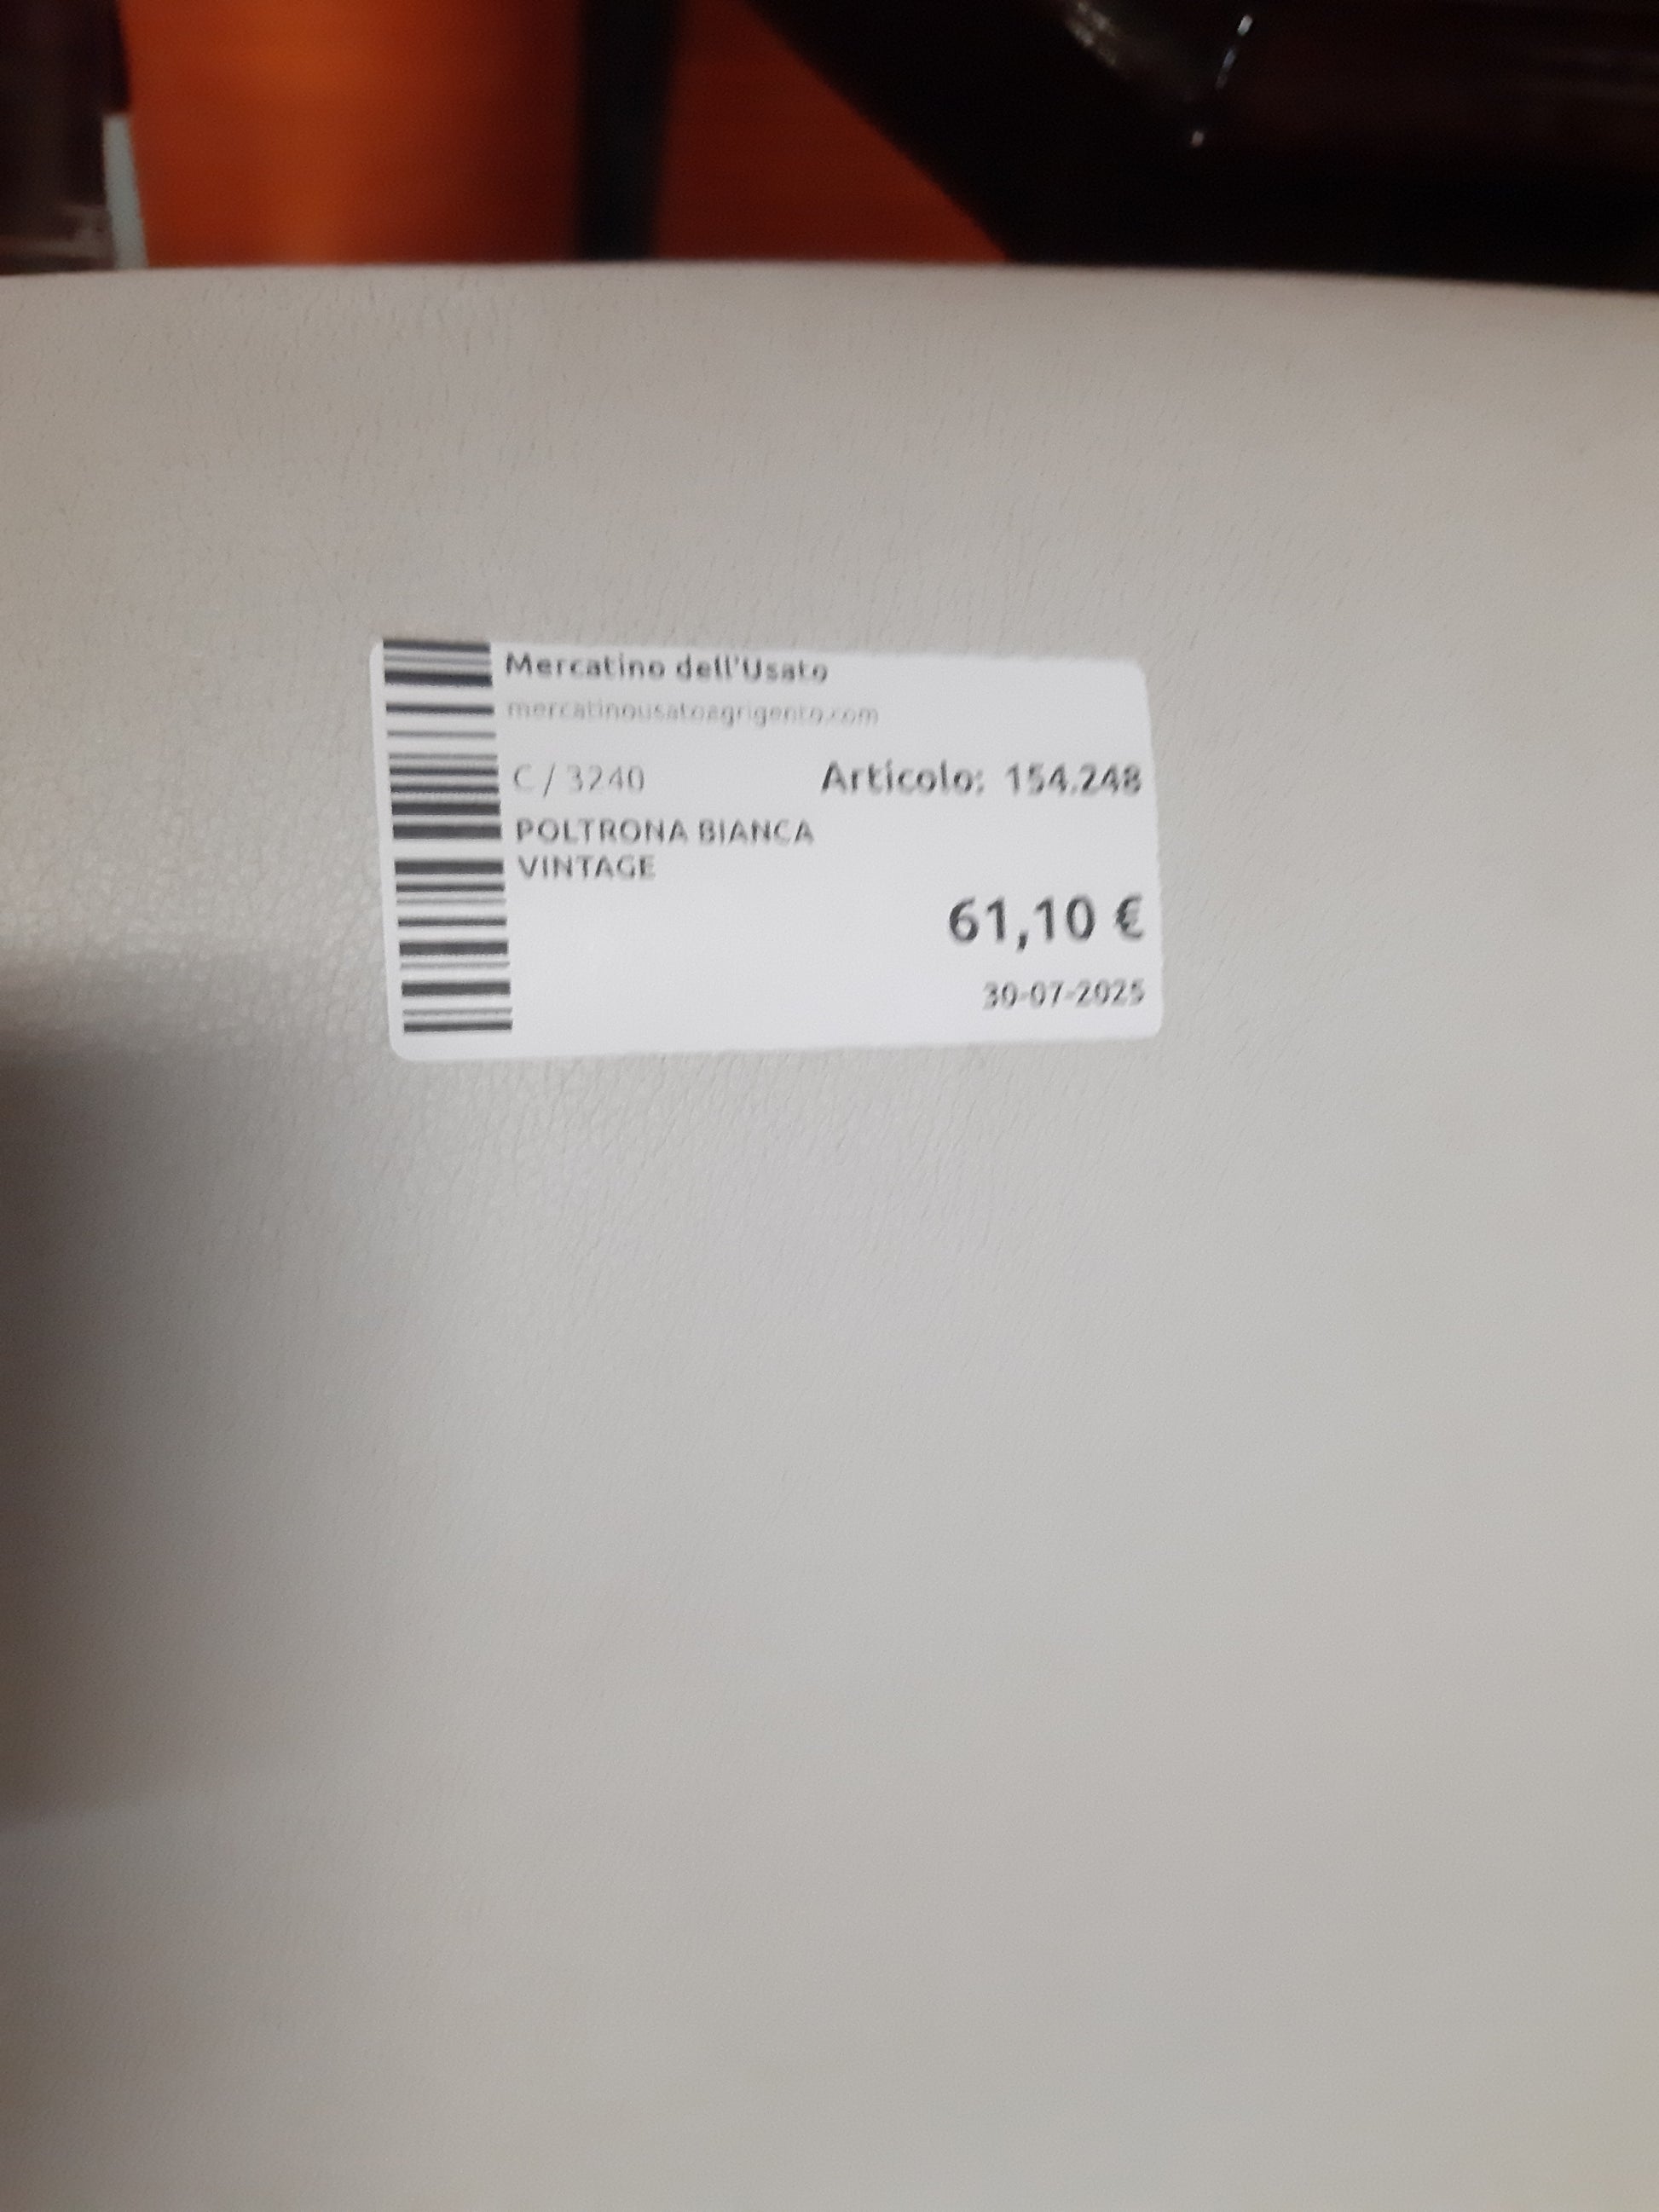 Mercatino dell'Usato
mercatinousatoagrigento.com
C / 3240 Articolo: 154.248
POLTRONA BIANCA
VINTAGE
61,10 €
30-07-2025